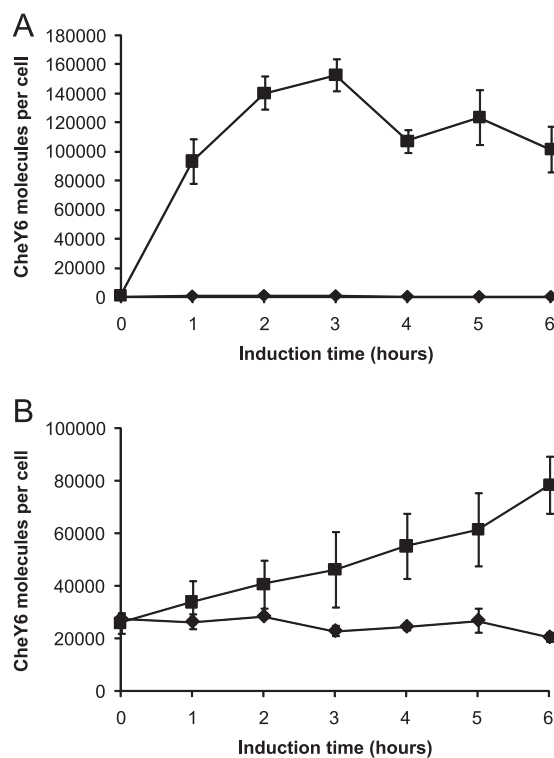 A
180000
160000
140000
120000
100000
80000
60000
40000
20000
0
CheY6 molecules per cell
0 1 2 3 4 5 6
Induction time (hours)
B
100000
80000
60000
40000
20000
0
CheY6 molecules per cell
0 1 2 3 4 5 6
Induction time (hours)